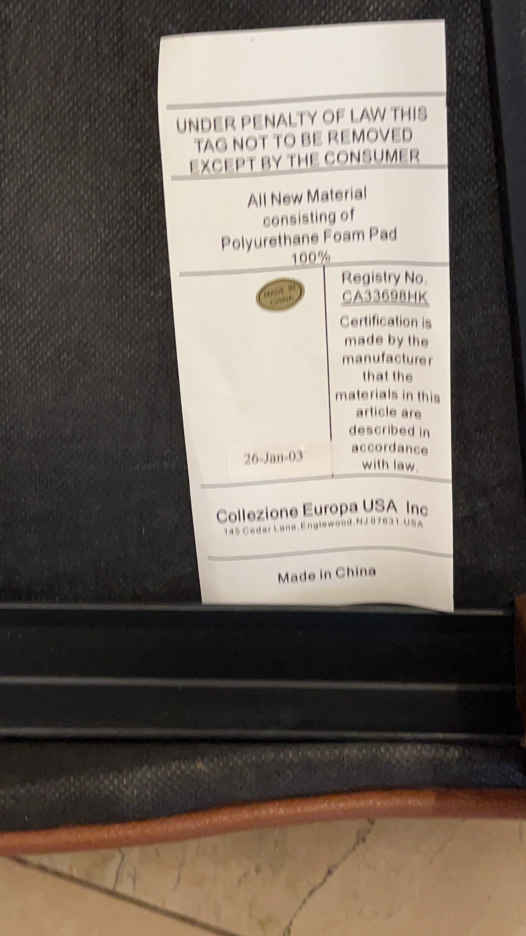 UNDER PENALTY OF LAW THIS
TAG NOT TO BE REMOVED
EXCEPT BY THE CONSUMER
All New Material
consisting of
Polyurethane Foam Pad
100%
MADE IN
CHINA
Registry No.
CA33698HK
Certification is
made by the
manufacturer
that the
materials in this
article are
described in
accordance
with law.
26-Jan-03
Collezione Europa USA Inc
145 Cedar Lane, Englewood, NJ 07631, USA
Made in China